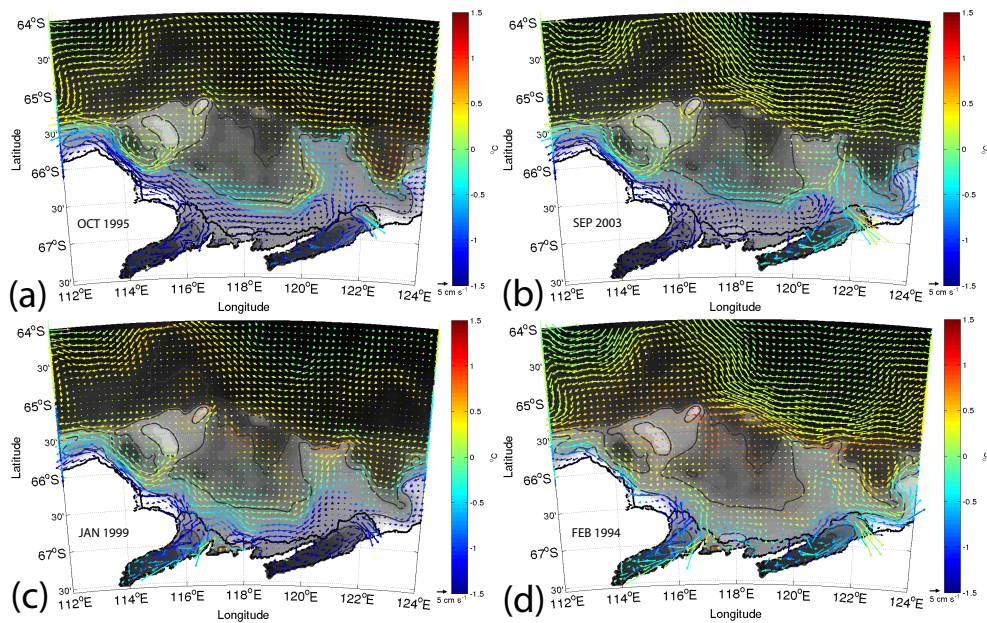 64°S
30'
65°S
30'
66°S
30'
67°S
30'
Latitude
OCT 1995
(a)
112°E
114°E
116°E
118°E
120°E
122°E
124°E
Longitude
1.5
1
0.5
0
-0.5
-1
-1.5
°C
5 cm s⁻¹
64°S
30'
65°S
30'
66°S
30'
67°S
30'
Latitude
SEP 2003
(b)
112°E
114°E
116°E
118°E
120°E
122°E
124°E
Longitude
1.5
1
0.5
0
-0.5
-1
-1.5
°C
5 cm s⁻¹
64°S
30'
65°S
30'
66°S
30'
67°S
30'
Latitude
JAN 1999
(c)
112°E
114°E
116°E
118°E
120°E
122°E
124°E
Longitude
1.5
1
0.5
0
-0.5
-1
-1.5
°C
5 cm s⁻¹
64°S
30'
65°S
30'
66°S
30'
67°S
30'
Latitude
FEB 1994
(d)
112°E
114°E
116°E
118°E
120°E
122°E
124°E
Longitude
1.5
1
0.5
0
-0.5
-1
-1.5
°C
5 cm s⁻¹